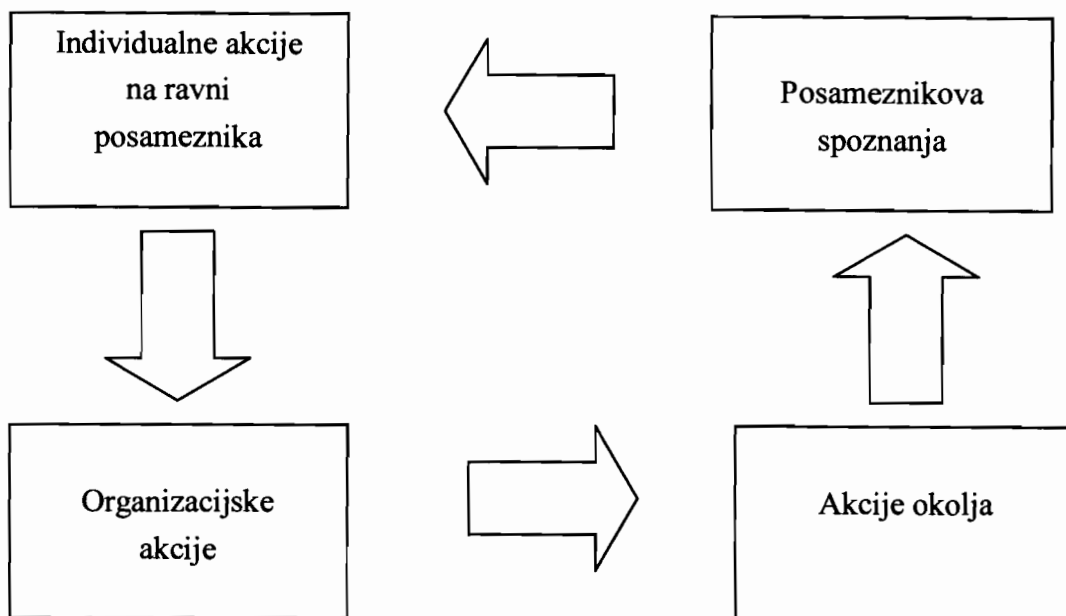 Individualne akcije
na ravni
posameznika
Posameznikova
spoznanja
Organizacijske
akcije
Akcije okolja